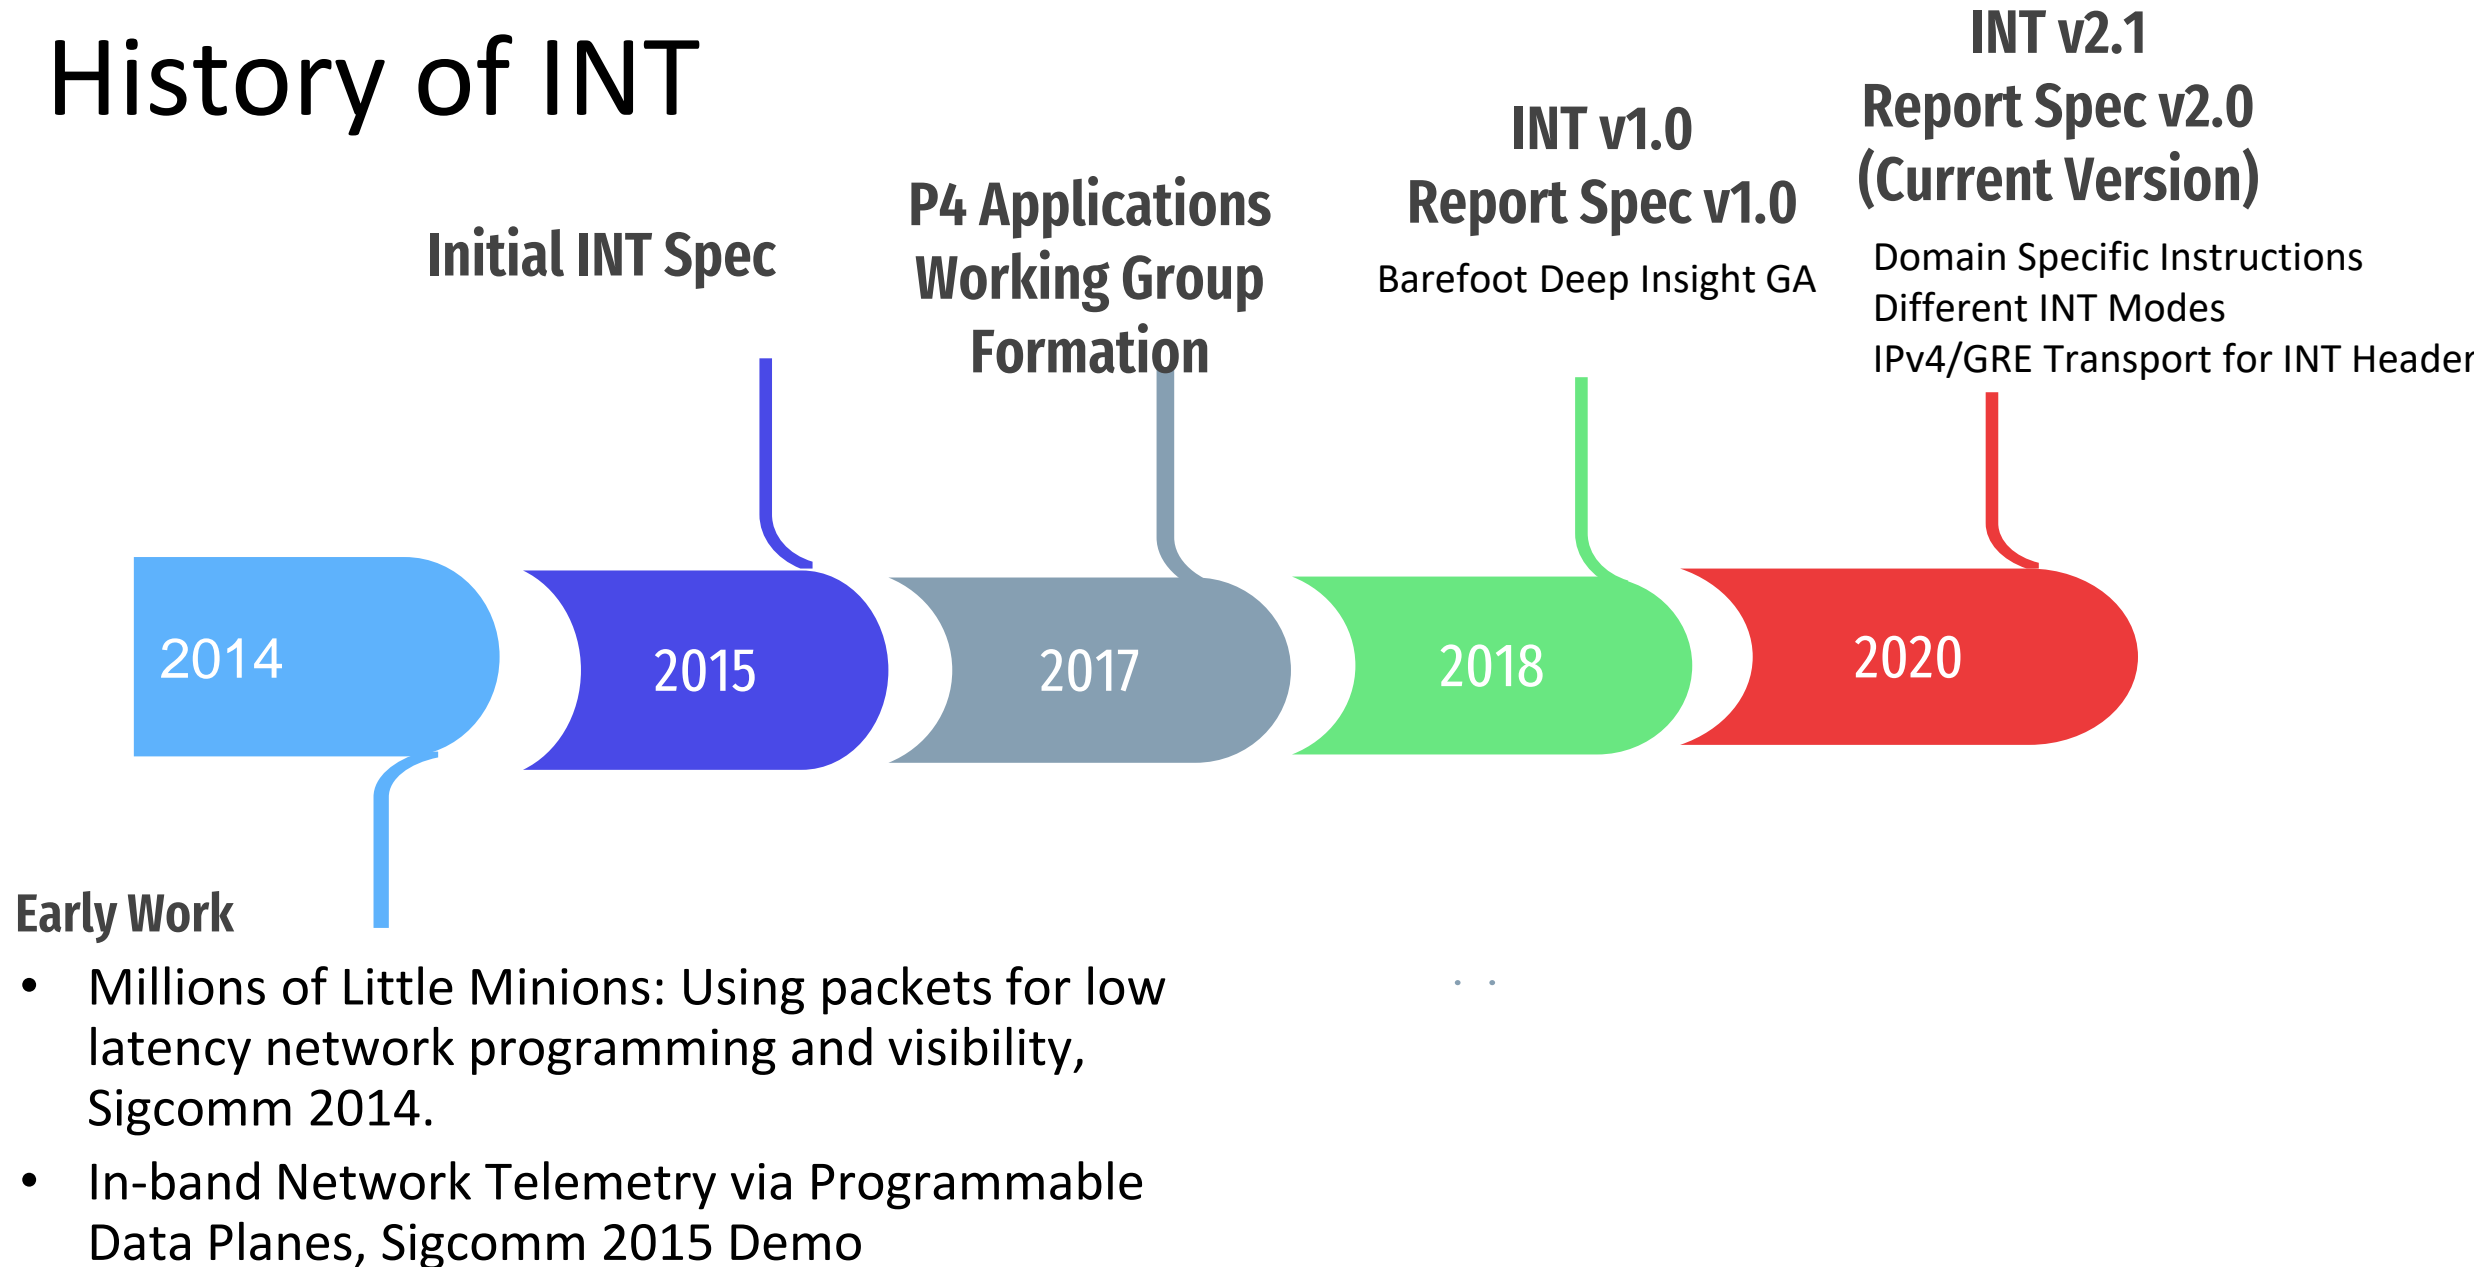 History of INT
Initial INT Spec
P4 Applications
Working Group
Formation
INT v1.0
Report Spec v1.0
Barefoot Deep Insight GA
INT v2.1
Report Spec v2.0
(Current Version)
Domain Specific Instructions
Different INT Modes
IPv4/GRE Transport for INT Header
2014
2015
2017
2018
2020
Early Work
• Millions of Little Minions: Using packets for low
latency network programming and visibility,
Sigcomm 2014.
• In-band Network Telemetry via Programmable
Data Planes, Sigcomm 2015 Demo